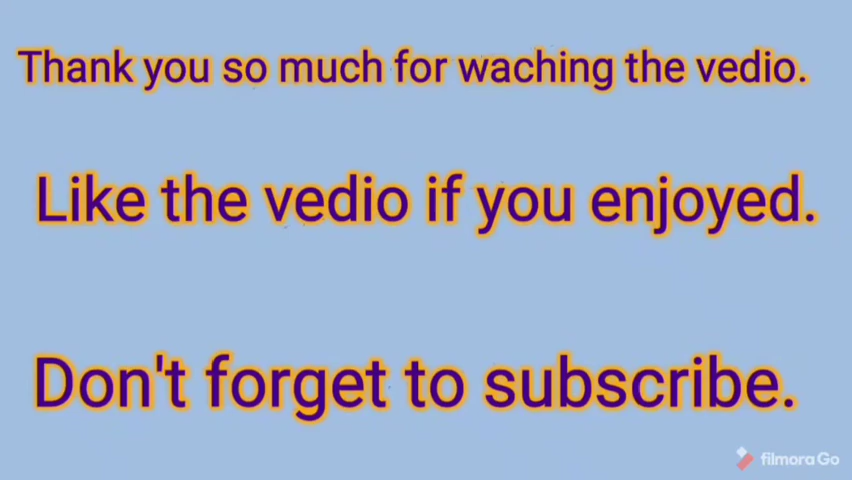 Thank you so much for waching the vedio.
Like the vedio if you enjoyed.
Don't forget to subscribe.
filmora Go